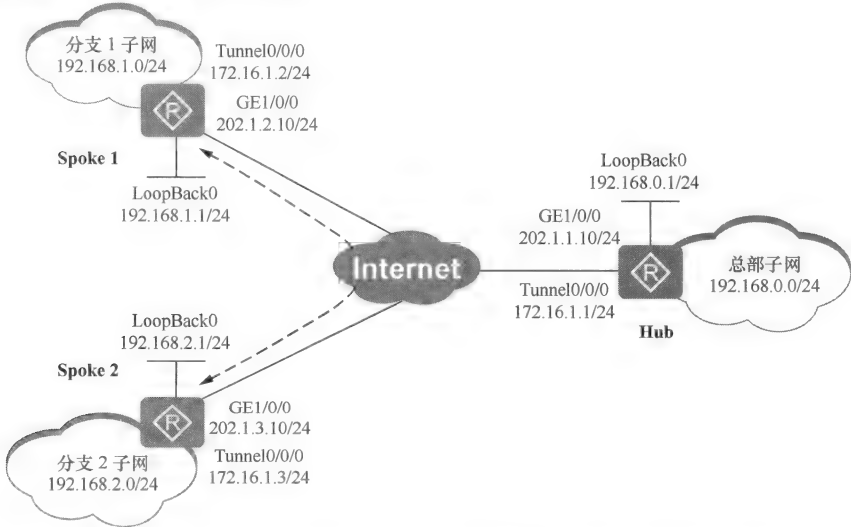 分支 1 子网
192.168.1.0/24
Tunnel0/0/0
172.16.1.2/24
R
GE1/0/0
202.1.2.10/24
Spoke 1
LoopBack0
192.168.1.1/24
LoopBack0
192.168.0.1/24
GE1/0/0
202.1.1.10/24
Internet
R
总部子网
192.168.0.0/24
Tunnel0/0/0
172.16.1.1/24
Hub
LoopBack0
192.168.2.1/24
Spoke 2
R
GE1/0/0
202.1.3.10/24
分支 2 子网
192.168.2.0/24
Tunnel0/0/0
172.16.1.3/24